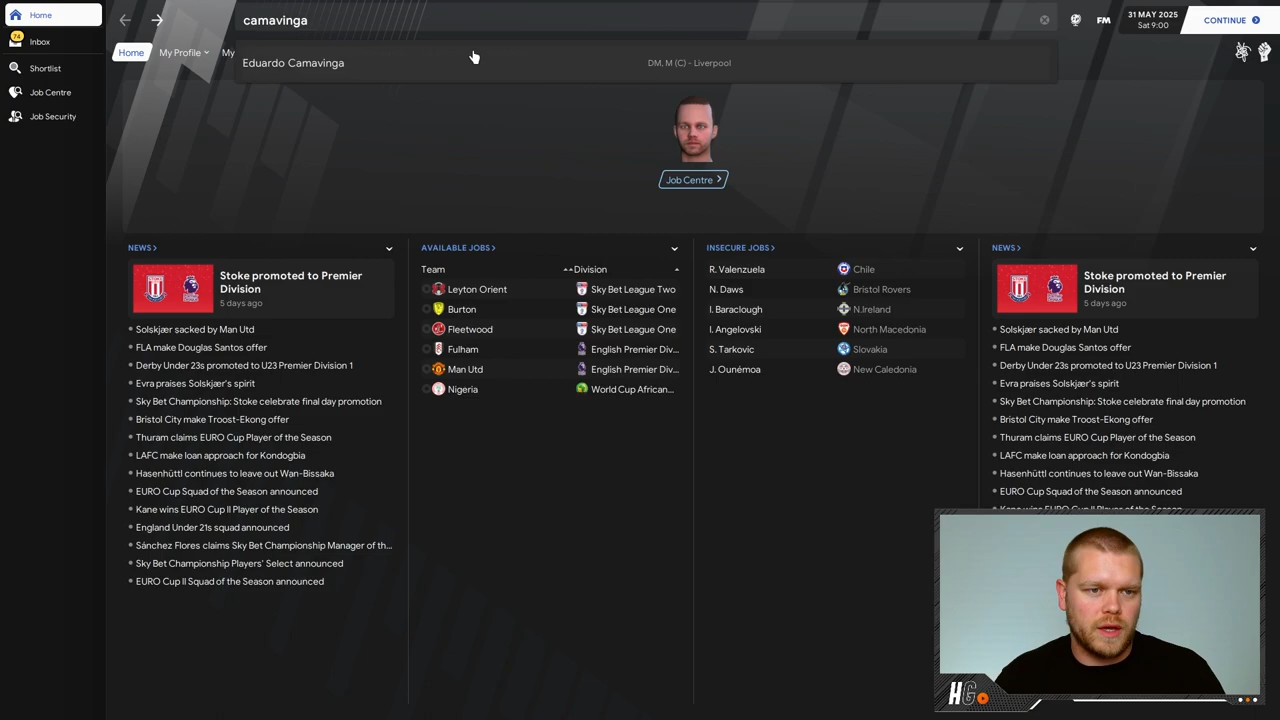 Home
camavinga
31 MAY 2025
Sat 9:00
FM
CONTINUE
74
Inbox
Home
My Profile
My
Eduardo Camavinga
DM, M (C) - Liverpool
Shortlist
Job Centre
Job Security
Job Centre
NEWS
AVAILABLE JOBS
INSECURE JOBS
NEWS
Stoke promoted to Premier
Division
5 days ago
Solskjær sacked by Man Utd
FLA make Douglas Santos offer
Derby Under 23s promoted to U23 Premier Division 1
Evra praises Solskjær's spirit
Sky Bet Championship: Stoke celebrate final day promotion
Bristol City make Troost-Ekong offer
Thuram claims EURO Cup Player of the Season
LAFC make loan approach for Kondogbia
Hasenhüttl continues to leave out Wan-Bissaka
EURO Cup Squad of the Season announced
Kane wins EURO Cup II Player of the Season
England Under 21s squad announced
Sánchez Flores claims Sky Bet Championship Manager of th...
Sky Bet Championship Players' Select announced
EURO Cup II Squad of the Season announced
Team Division
Leyton Orient Sky Bet League Two
Burton Sky Bet League One
Fleetwood Sky Bet League One
Fulham English Premier Div...
Man Utd English Premier Div...
Nigeria World Cup African...
R. Valenzuela Chile
N. Daws Bristol Rovers
I. Baraclough N.Ireland
I. Angelovski North Macedonia
S. Tarkovic Slovakia
J. Ounémoa New Caledonia
Stoke promoted to Premier
Division
5 days ago
Solskjær sacked by Man Utd
FLA make Douglas Santos offer
Derby Under 23s promoted to U23 Premier Division 1
Evra praises Solskjær's spirit
Sky Bet Championship: Stoke celebrate final day promotion
Bristol City make Troost-Ekong offer
Thuram claims EURO Cup Player of the Season
LAFC make loan approach for Kondogbia
Hasenhüttl continues to leave out Wan-Bissaka
EURO Cup Squad of the Season announced
Kane wins EURO Cup II Player of the Season
HG